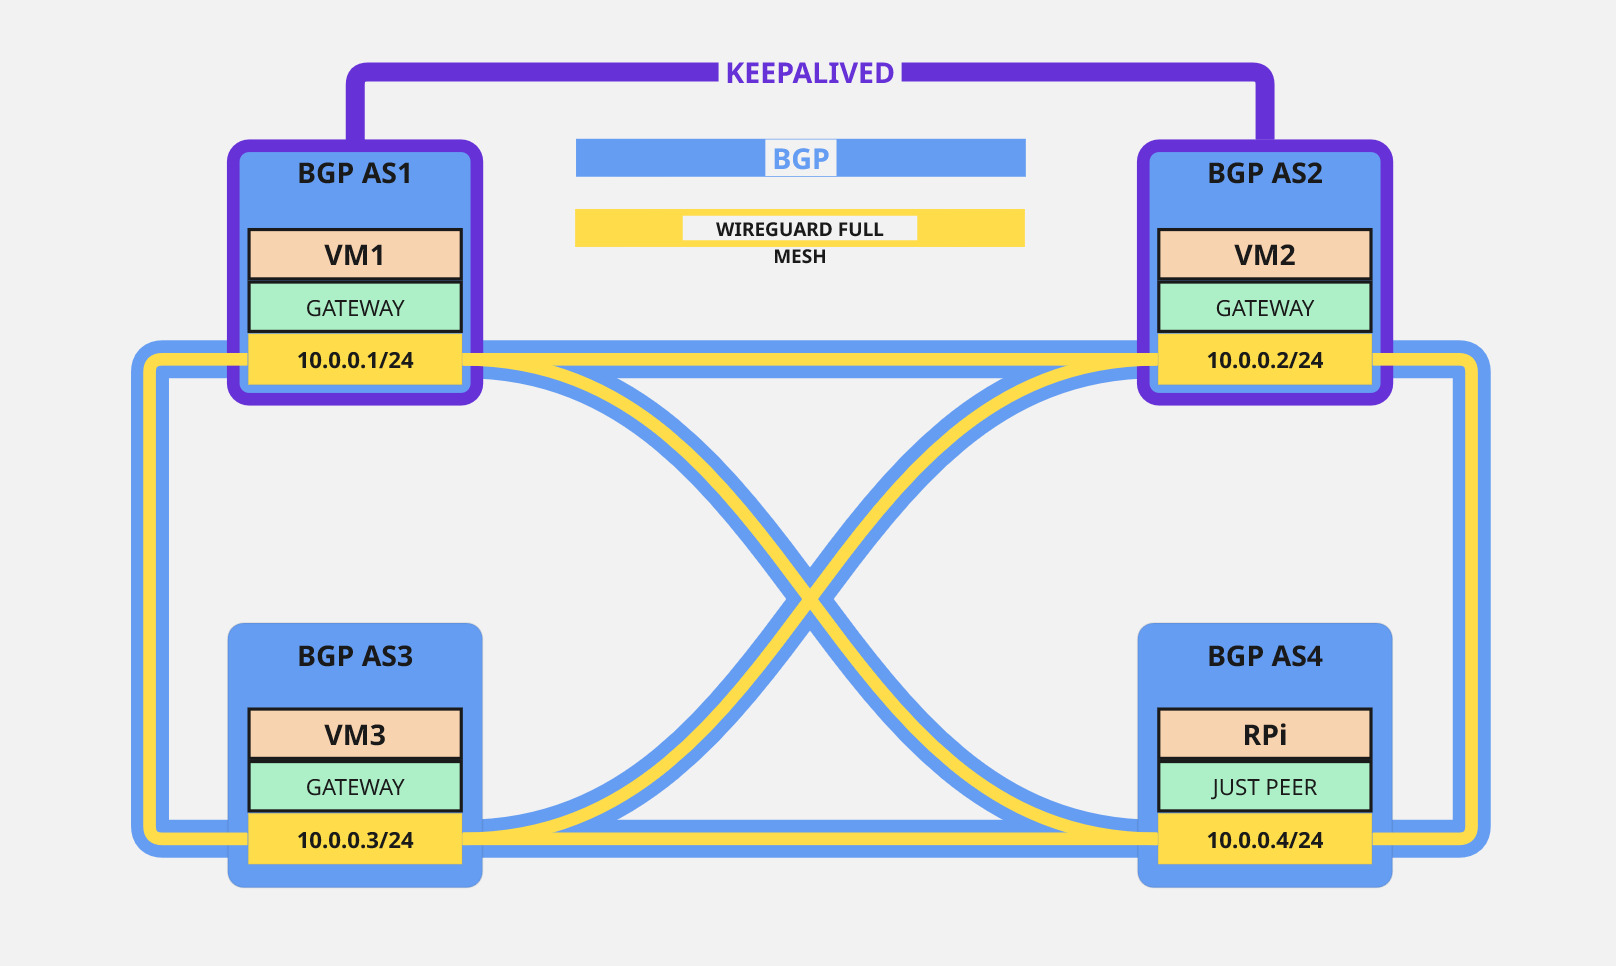 KEEPALIVED
BGP AS1
BGP
BGP AS2
WIREGUARD FULL
MESH
VM1
GATEWAY
10.0.0.1/24
VM2
GATEWAY
10.0.0.2/24
BGP AS3
VM3
GATEWAY
10.0.0.3/24
BGP AS4
RPi
JUST PEER
10.0.0.4/24